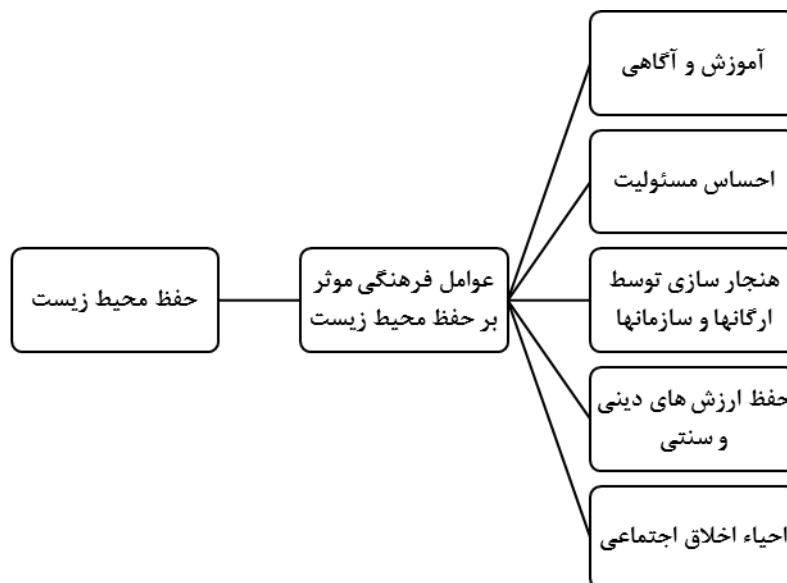 آموزش و آگاهی
احساس مسئولیت
هنجار سازی توسط
ارگانها و سازمانها
حفظ ارزش های دینی
و سنتی
احیاء اخلاق اجتماعی
عوامل فرهنگی موثر
بر حفظ محیط زیست
حفظ محیط زیست